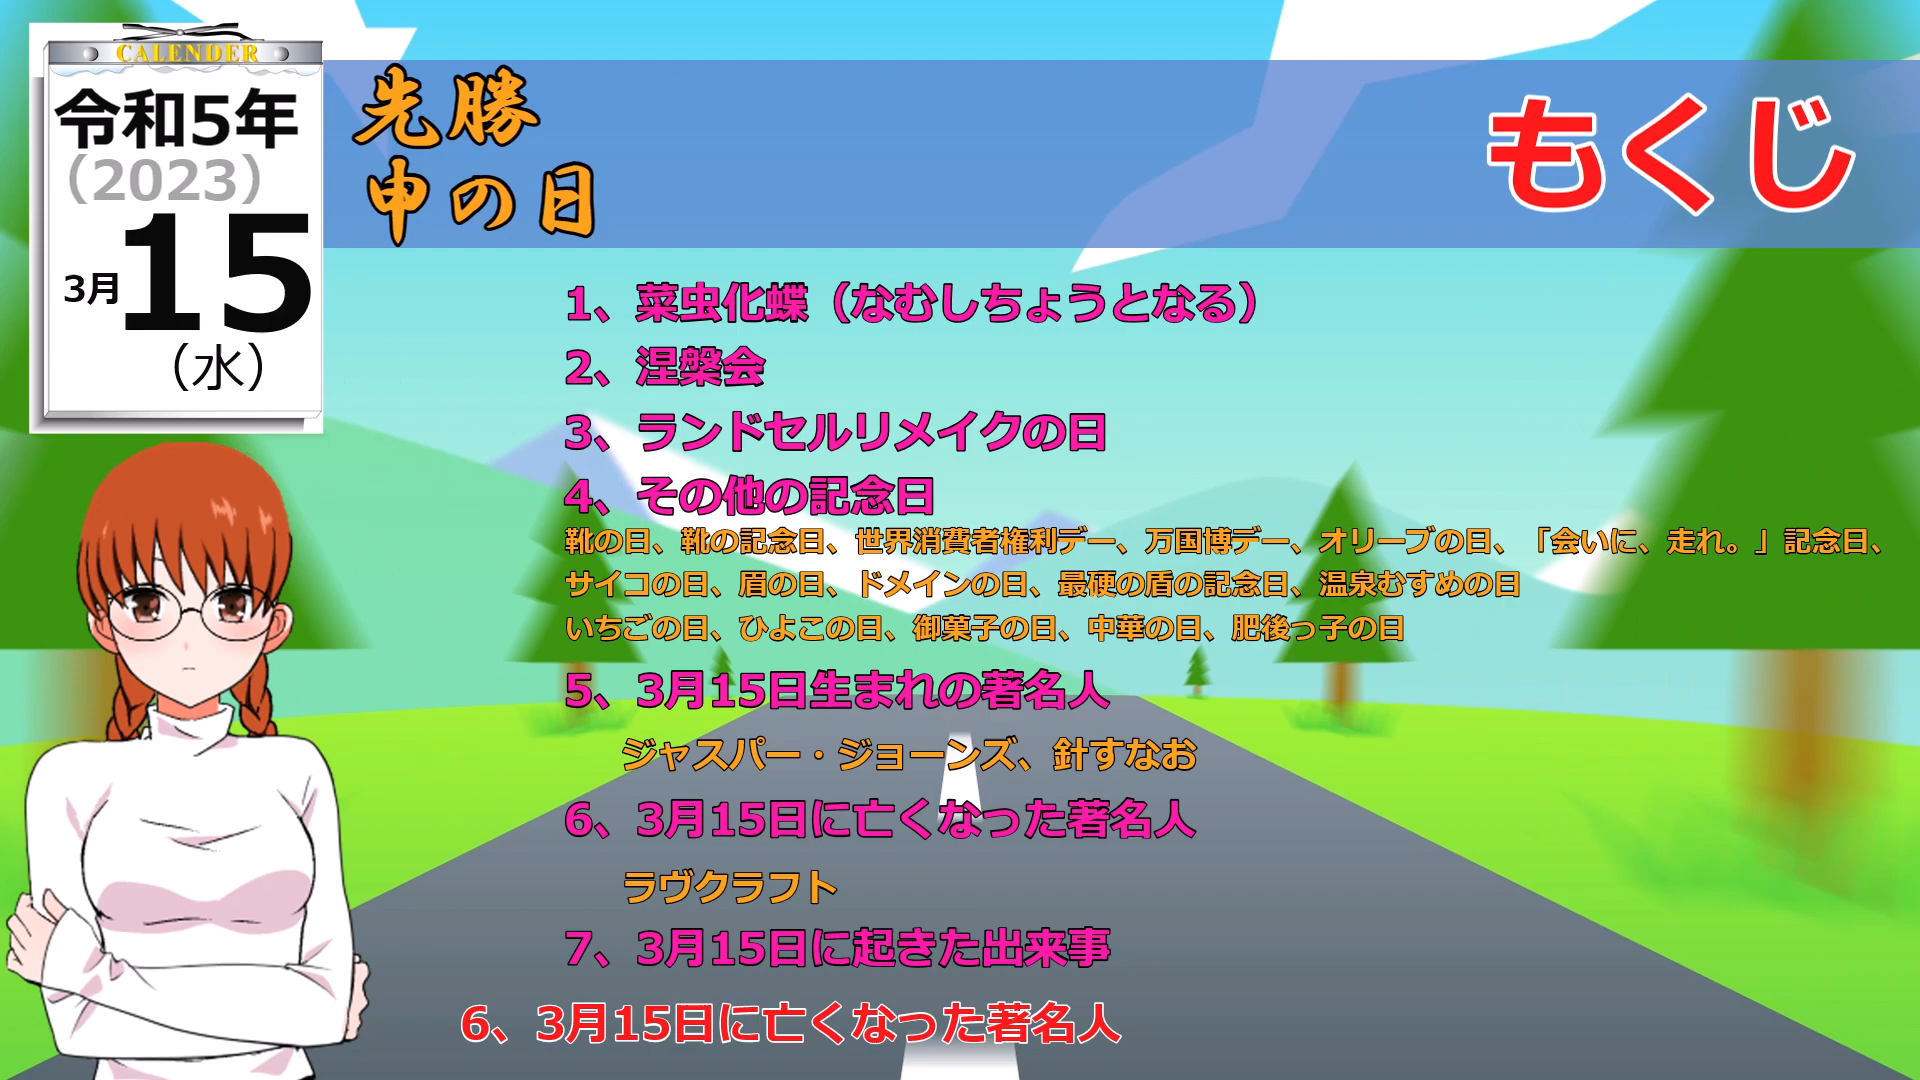 CALENDER
令和5年
（2023）
3月15
（水）
先勝
申の日
もくじ
1、菜虫化蝶（なむしちょうとなる）
2、涅槃会
3、ランドセルリメイクの日
4、その他の記念日
靴の日、靴の記念日、世界消費者権利デー、万国博デー、オリーブの日、「会いに、走れ。」記念日、
サイコの日、眉の日、ドメインの日、最硬の盾の記念日、温泉むすめの日
いちごの日、ひよこの日、御菓子の日、中華の日、肥後っ子の日
5、3月15日生まれの著名人
ジャスパー・ジョーンズ、針すなお
6、3月15日に亡くなった著名人
ラヴクラフト
7、3月15日に起きた出来事
6、3月15日に亡くなった著名人